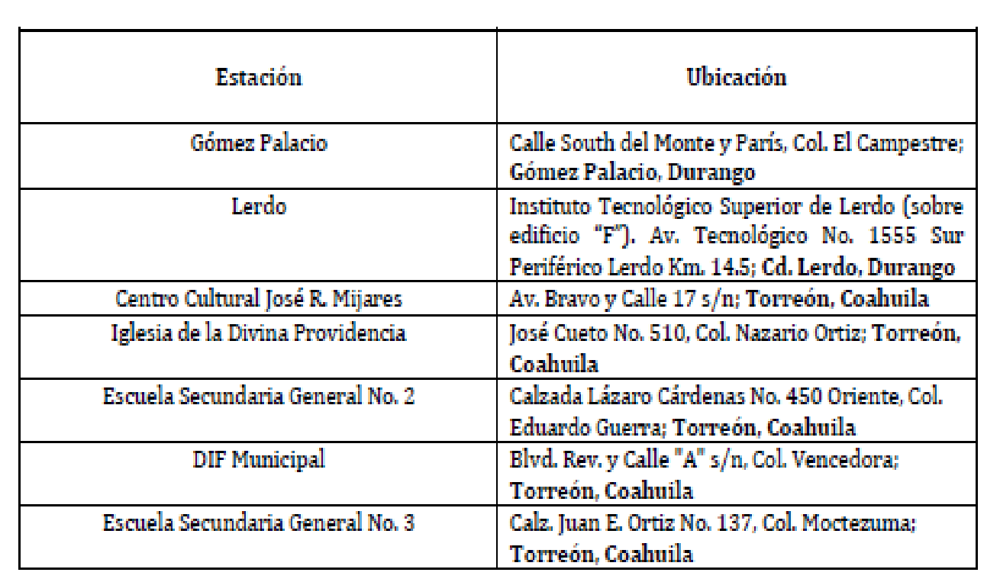 Estación
Ubicación
Gómez Palacio
Calle South del Monte y París, Col. El Campestre;
Gómez Palacio, Durango
Lerdo
Instituto Tecnológico Superior de Lerdo (sobre
edificio "F"). Av. Tecnológico No. 1555 Sur
Periférico Lerdo Km. 14.5; Cd. Lerdo, Durango
Centro Cultural José R. Mijares
Av. Bravo y Calle 17 s/n; Torreón, Coahuila
Iglesia de la Divina Providencia
José Cueto No. 510, Col. Nazario Ortiz; Torreón,
Coahuila
Escuela Secundaria General No. 2
Calzada Lázaro Cárdenas No. 450 Oriente, Col.
Eduardo Guerra; Torreón, Coahuila
DIF Municipal
Blvd. Rev. y Calle "A" s/n, Col. Vencedora;
Torreón, Coahuila
Escuela Secundaria General No. 3
Calz. Juan E. Ortiz No. 137, Col. Moctezuma;
Torreón, Coahuila